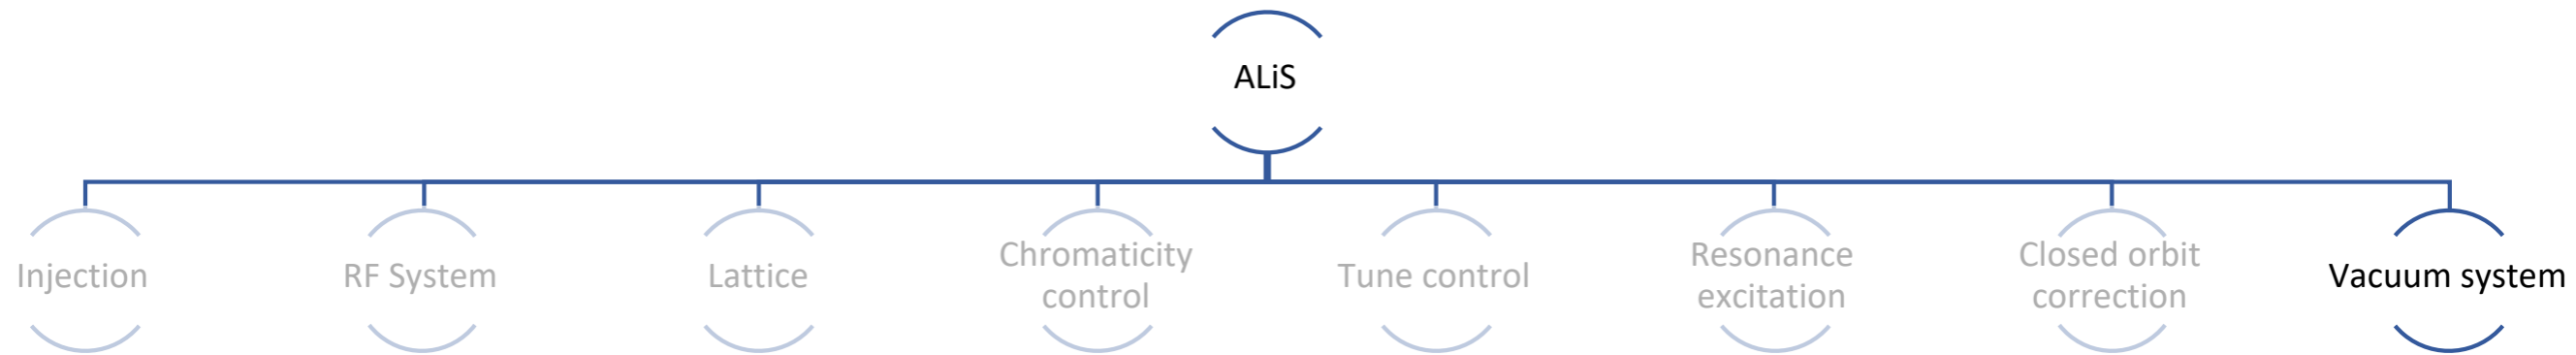 ALiS
Injection
RF System
Lattice
Chromaticity
control
Tune control
Resonance
excitation
Closed orbit
correction
Vacuum system